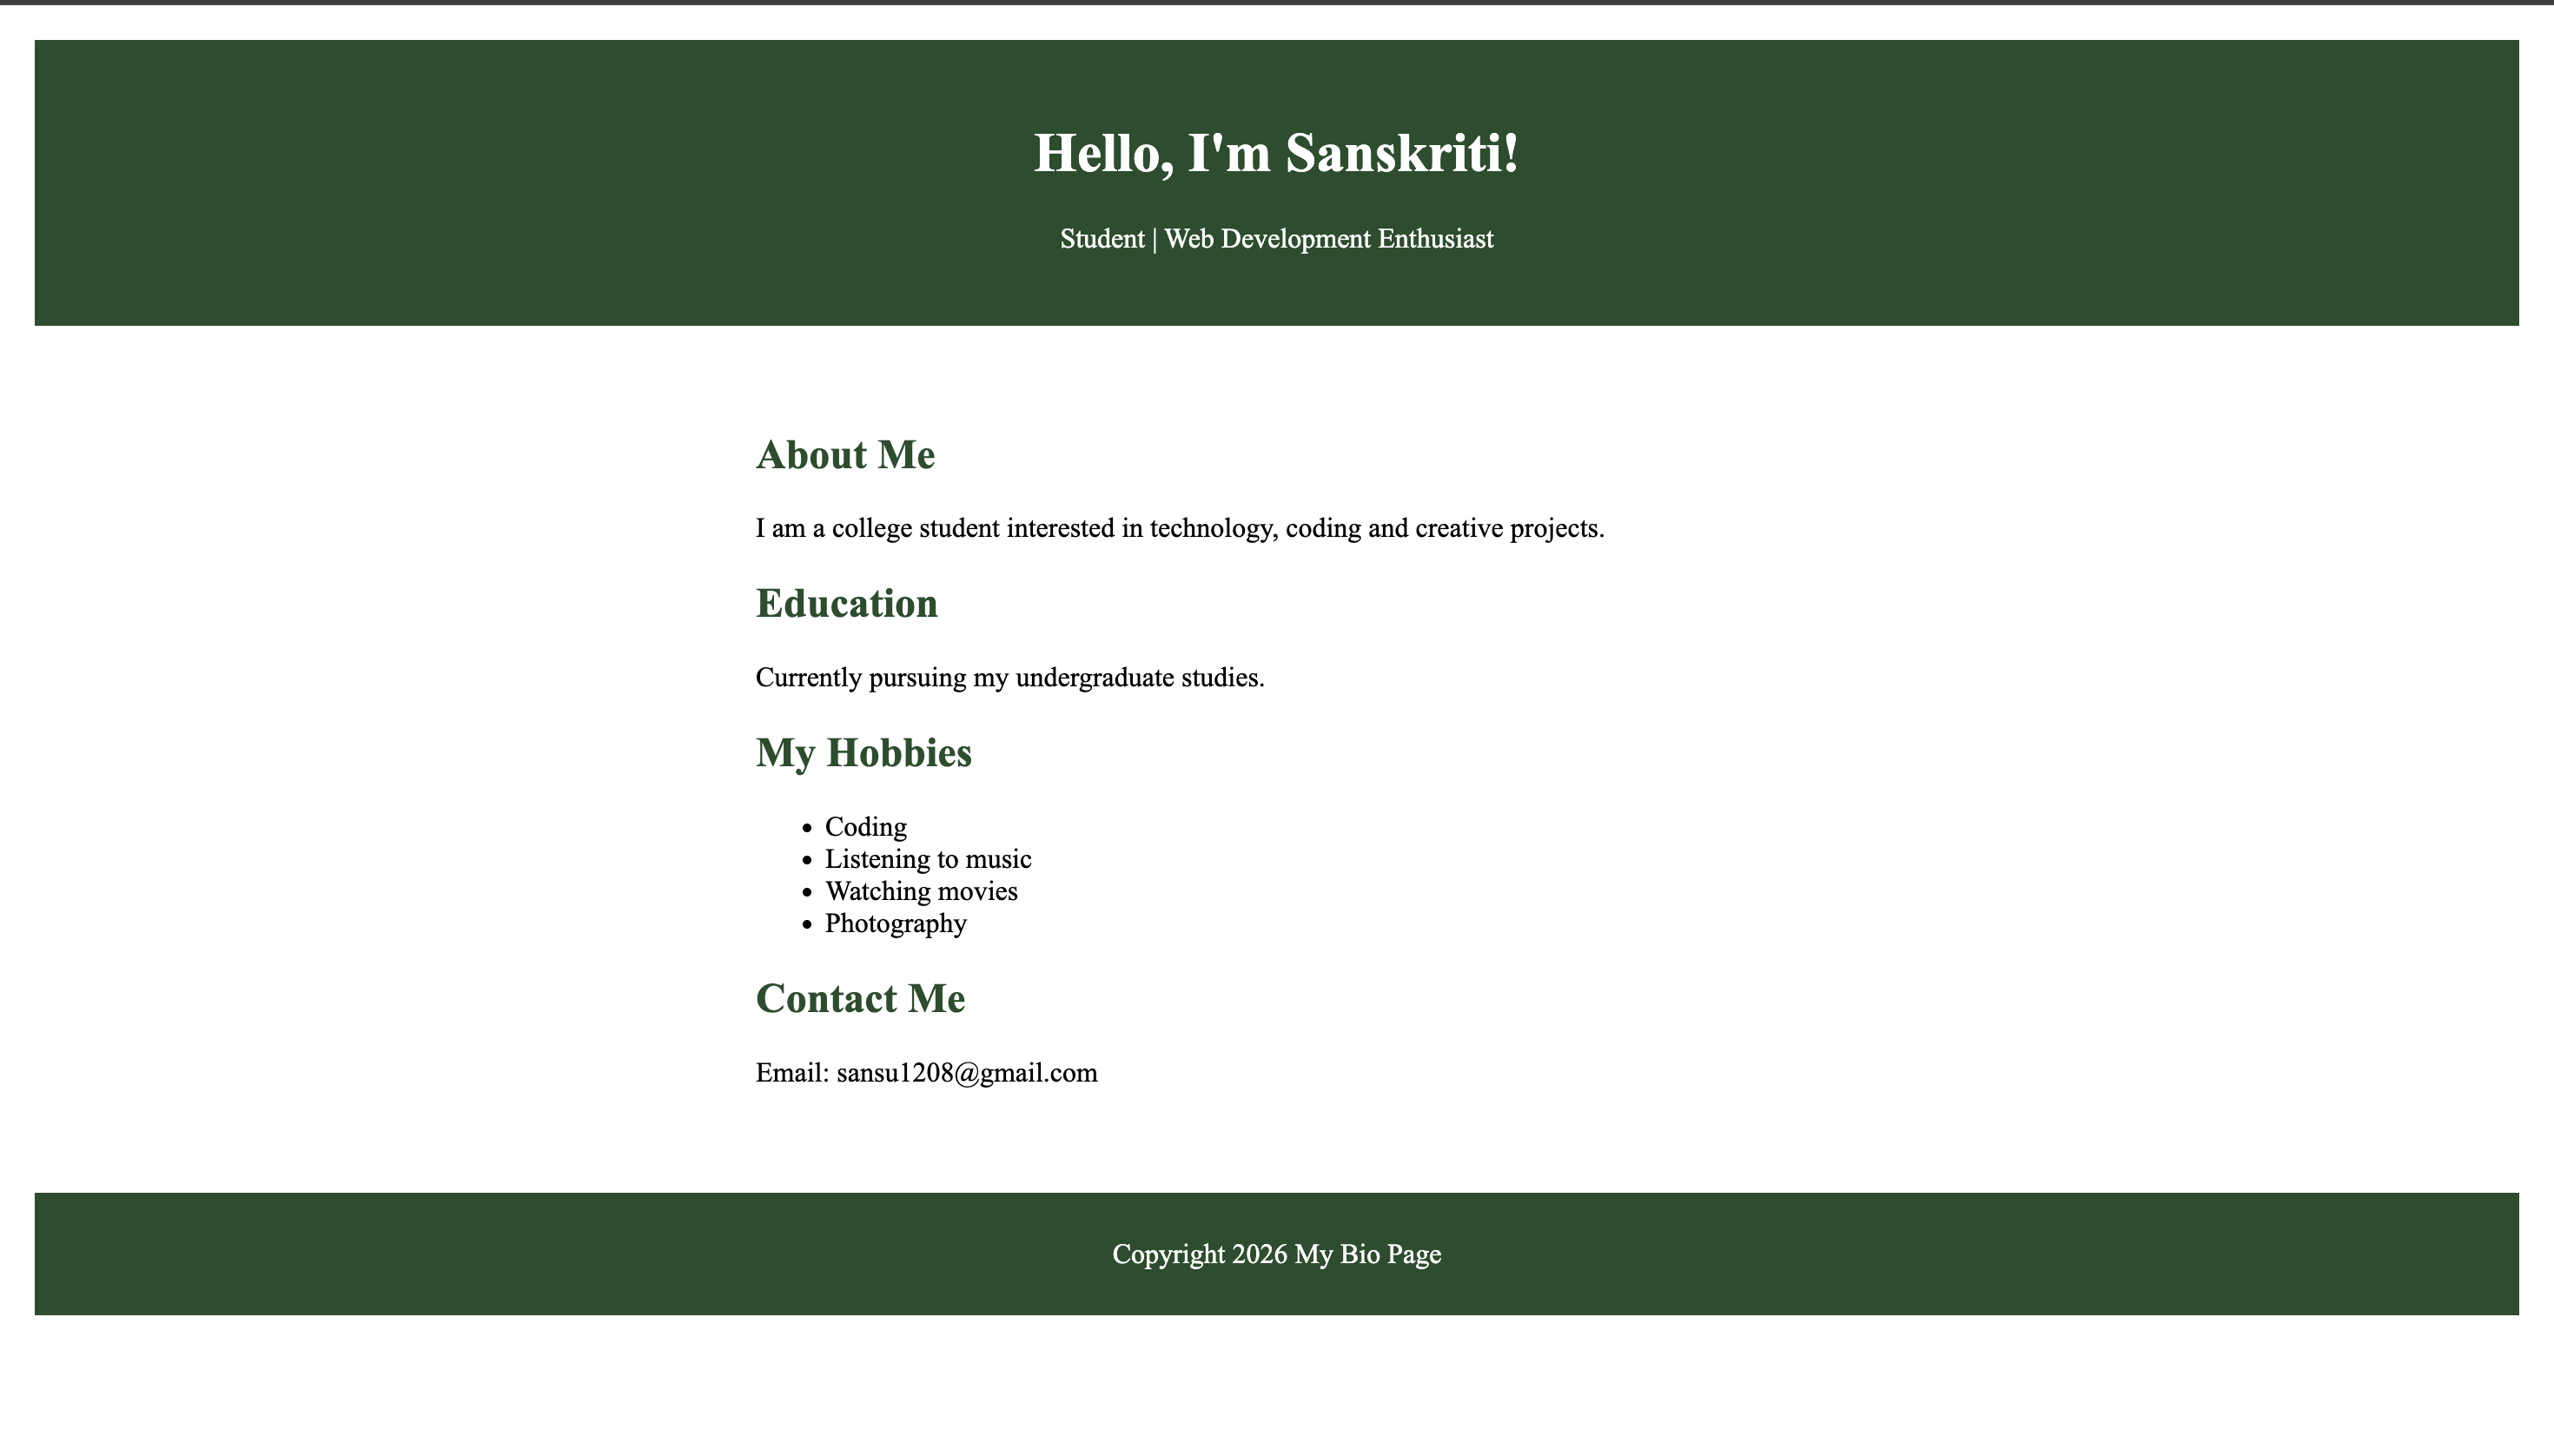 Hello, I'm Sanskriti!
Student | Web Development Enthusiast
About Me
I am a college student interested in technology, coding and creative projects.
Education
Currently pursuing my undergraduate studies.
My Hobbies
• Coding
• Listening to music
• Watching movies
• Photography
Contact Me
Email: sansu1208@gmail.com
Copyright 2026 My Bio Page